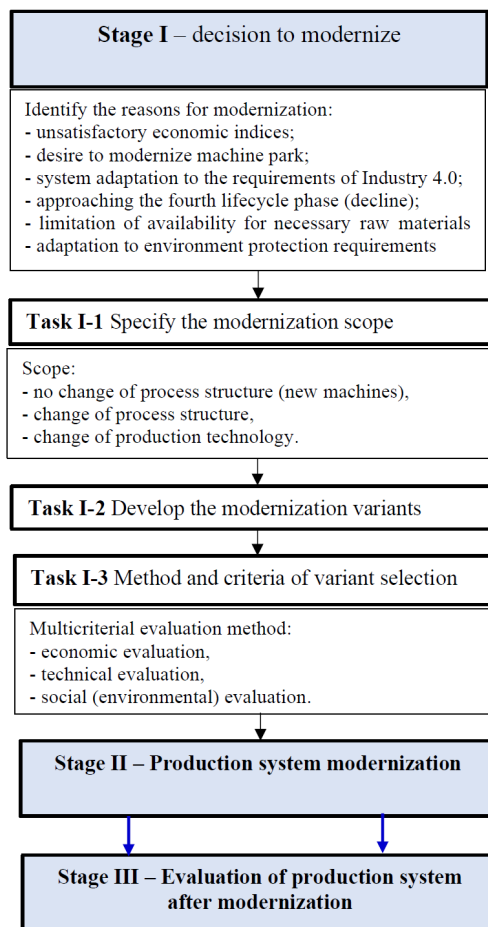 Stage I – decision to modernize
Identify the reasons for modernization:
- unsatisfactory economic indices;
- desire to modernize machine park;
- system adaptation to the requirements of Industry 4.0;
- approaching the fourth lifecycle phase (decline);
- limitation of availability for necessary raw materials
- adaptation to environment protection requirements
Task I-1 Specify the modernization scope
Scope:
- no change of process structure (new machines),
- change of process structure,
- change of production technology.
Task I-2 Develop the modernization variants
Task I-3 Method and criteria of variant selection
Multicriterial evaluation method:
- economic evaluation,
- technical evaluation,
- social (environmental) evaluation.
Stage II – Production system modernization
Stage III – Evaluation of production system
after modernization